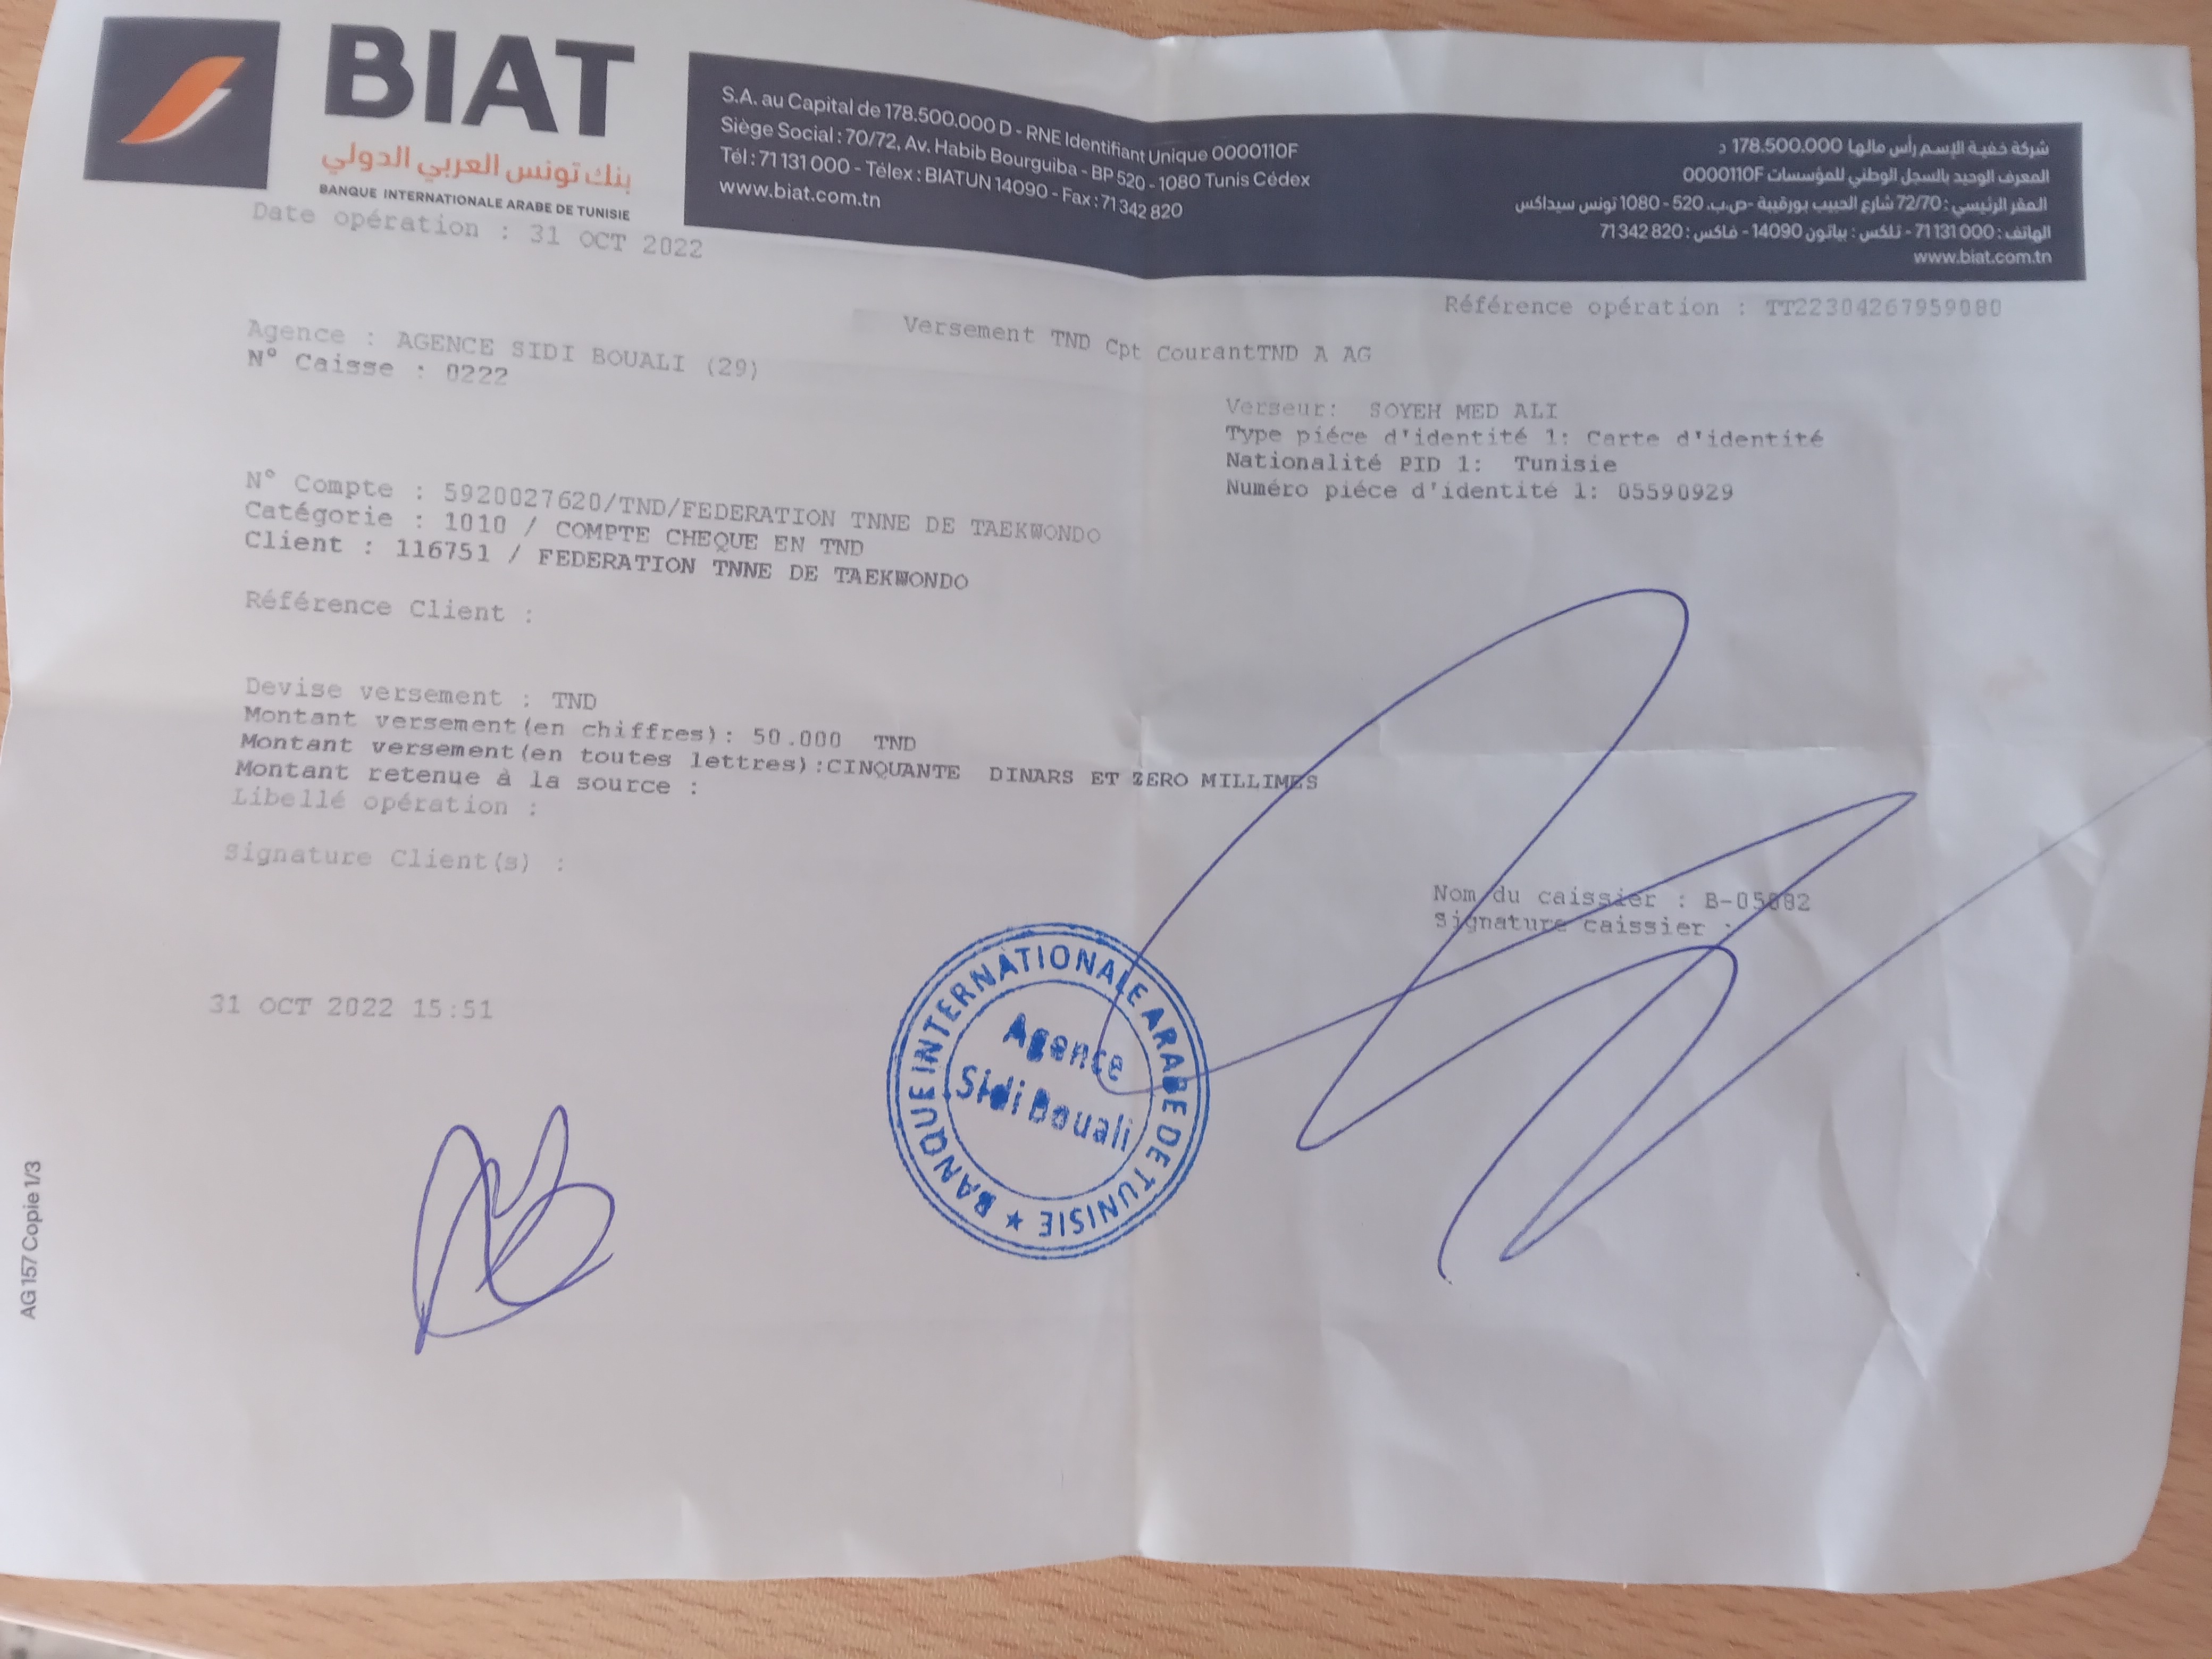 BIAT
بنك تونس العربي الدولي
BANQUE INTERNATIONALE ARABE DE TUNISIE
S.A. au Capital de 178.500.000 D - RNE Identifiant Unique 0000110F
Siège Social : 70/72, Av. Habib Bourguiba - BP 520 - 1080 Tunis Cédex
Tél : 71 131 000 - Télex : BIATUN 14090 - Fax : 71 342 820
www.biat.com.tn
شركة خفية الإسم رأس مالها 178.500.000 د
المعرف الوحيد بالسجل الوطني للمؤسسات 0000110F
المقر الرئيسي : 72/70 شارع الحبيب بورقيبة -ص.ب. 520 - 1080 تونس سيداكس
الهاتف : 71 131 000 - تلكس : بياتون 14090 - فاكس : 71 342 820
www.biat.com.tn
Date opération : 31 OCT 2022
Référence opération : TT22304267959080
Versement TND Cpt CourantTND A AG
Agence : AGENCE SIDI BOUALI (29)
N° Caisse : 0222
Verseur: SOYEH MED ALI
Type piéce d'identité 1: Carte d'identité
Nationalité PID 1: Tunisie
Numéro piéce d'identité 1: 05590929
N° Compte : 5920027620/TND/FEDERATION TNNE DE TAEKWONDO
Catégorie : 1010 / COMPTE CHEQUE EN TND
Client : 116751 / FEDERATION TNNE DE TAEKWONDO
Référence Client :
Devise versement : TND
Montant versement(en chiffres): 50.000 TND
Montant versement(en toutes lettres):CINQUANTE DINARS ET ZERO MILLIMES
Montant retenue à la source :
Libellé opération :
Signature Client(s) :
Nom du caissier :
Signature caissier :
31 OCT 2022 15:51
BANQUE INTERNATIONALE ARABE DE TUNISIE ★
Agence
Sidi Bouali
AG 157 Copie 1/3